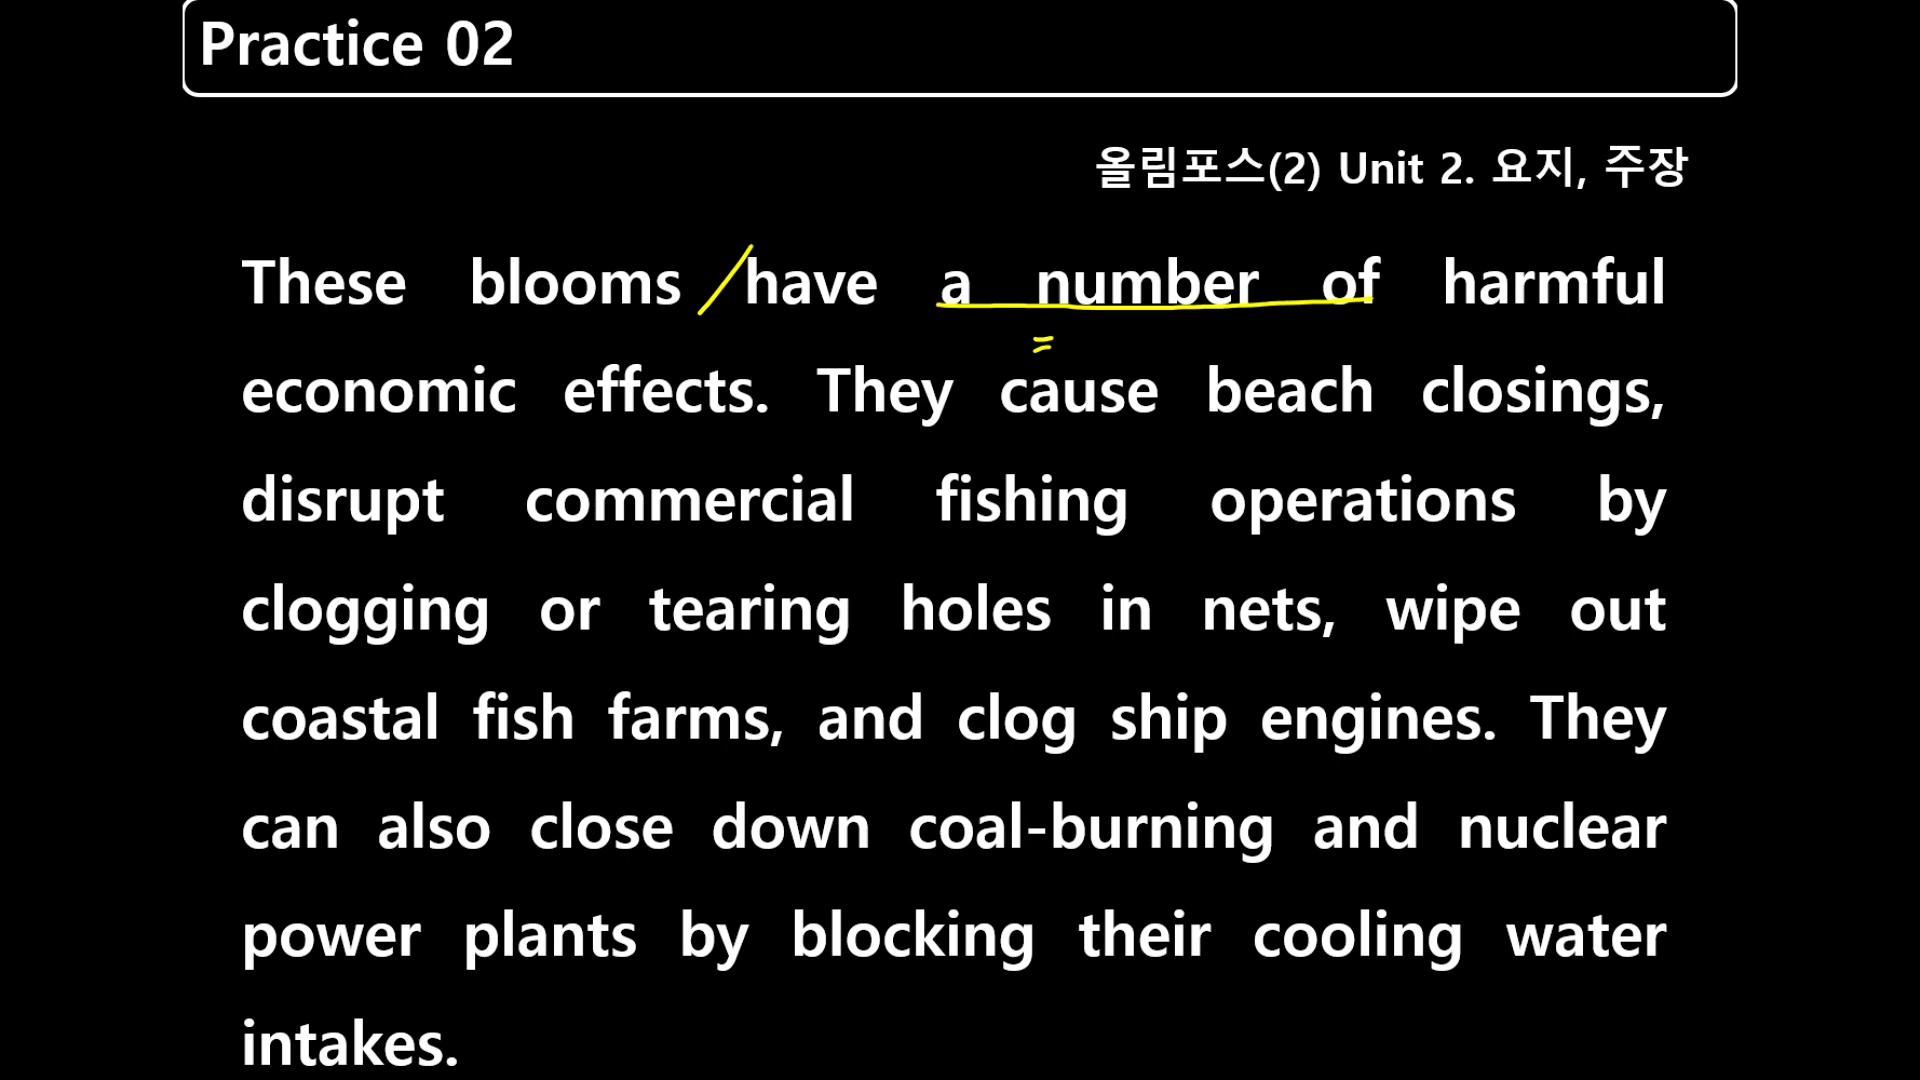 Practice 02
올림포스(2) Unit 2. 요지, 주장
These blooms have a number of harmful
economic effects. They cause beach closings,
disrupt commercial fishing operations by
clogging or tearing holes in nets, wipe out
coastal fish farms, and clog ship engines. They
can also close down coal-burning and nuclear
power plants by blocking their cooling water
intakes.